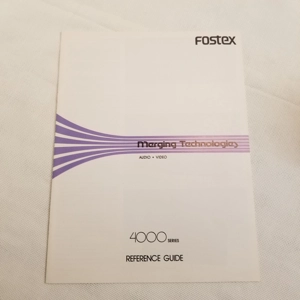 Fostex
Merging Technologies
AUDIO + VIDEO
4000 SERIES
REFERENCE GUIDE